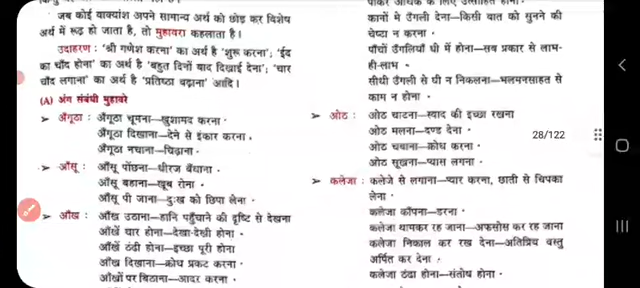 जब कोई वाक्यांश अपने सामान्य अर्थ को छोड़ कर विशेष
अर्थ में रूढ़ हो जाता है, तो मुहावरा कहलाता है।
उदाहरण : 'श्री गणेश करना' का अर्थ है 'शुरू करना'; 'ईद
का चाँद होना' का अर्थ है 'बहुत दिनों बाद दिखाई देना'; 'चार
चाँद लगाना' का अर्थ है 'प्रतिष्ठा बढ़ाना' आदि।
(A) अंग संबंधी मुहावरे
➤ अँगूठा : अँगूठा चूमना—खुशामद करना
अँगूठा दिखाना—देने से इंकार करना
अँगूठा नचाना—चिढ़ाना
➤ आँसू : आँसू पोंछना—धीरज बँधाना
आँसू बहाना—खूब रोना
आँसू पी जाना—दुःख को छिपा लेना
➤ आँख : आँख उठाना—हानि पहुँचाने की दृष्टि से देखना
आँखें चार होना—देखा-देखी होना
आँखें ठंढी होना—इच्छा पूरी होना
आँख दिखाना—क्रोध प्रकट करना
आँखों पर बिठाना—आदर करना
कानों में उँगली देना—किसी बात को सुनने की
चेष्टा न करना
पाँचों उँगलियाँ घी में होना—सब प्रकार से लाभ-
ही-लाभ
सीधी उँगली से घी न निकलना—भलमनसाहत से
काम न होना
➤ ओठ : ओठ चाटना—स्वाद की इच्छा रखना
ओठ मलना—दण्ड देना
ओठ चबाना—क्रोध करना
ओठ सूखना—प्यास लगना
➤ कलेजा : कलेजे से लगाना—प्यार करना, छाती से चिपका
लेना
कलेजा काँपना—डरना
कलेजा थामकर रह जाना—अफसोस कर रह जाना
कलेजा निकाल कर रख देना—अतिप्रिय वस्तु
अर्पित कर देना
कलेजा ठंढा होना—संतोष होना
28/122